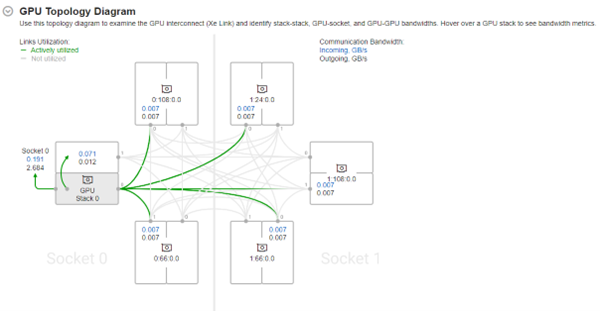 GPU Topology Diagram
Use this topology diagram to examine the GPU interconnect (Xe Link) and identify stack-stack, GPU-socket, and GPU-GPU bandwidths. Hover over a GPU stack to see bandwidth metrics.
Links Utilization:
Actively utilized
Not utilized
Communication Bandwidth:
Incoming, GB/s
Outgoing, GB/s
0:108:0.0
0.007
0.007
1:24:0.0
0.007
0.007
Socket 0
0.191
2.684
0.071
0.012
GPU
Stack 0
1:108:0.0
0.007
0.007
0.007
0.007
0:66:0.0
0.007
0.007
1:66:0.0
Socket 0
Socket 1